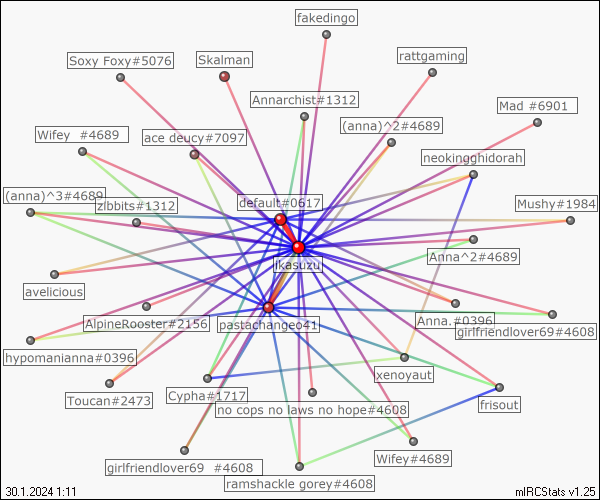 fakedingo
Soxy Foxy#5076
Skalman
rattgaming
Annarchist#1312
Mad #6901
Wifey #4689
ace deucy#7097
(anna)^2#4689
neokingghidorah
(anna)^3#4689
zibbits#1312
default#0617
Mushy#1984
jkasuzu
Anna^2#4689
avelicious
AlpineRooster#2156
pastachangeo41
Anna.#0396
girlfriendlover69#4608
hypomanianna#0396
xenoyaut
Toucan#2473
Cypha#1717
no cops no laws no hope#4608
frisout
girlfriendlover69 #4608
Wifey#4689
ramshackle gorey#4608
30.1.2024 1:11
mIRCStats v1.25